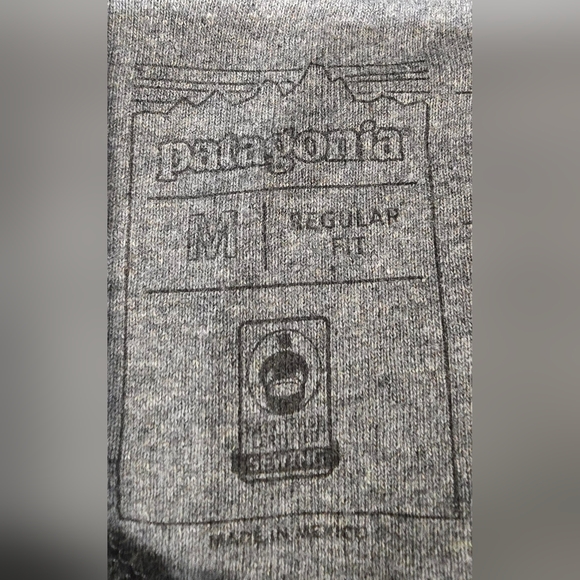 patagonia
M
REGULAR
FIT
MADE IN MEXICO